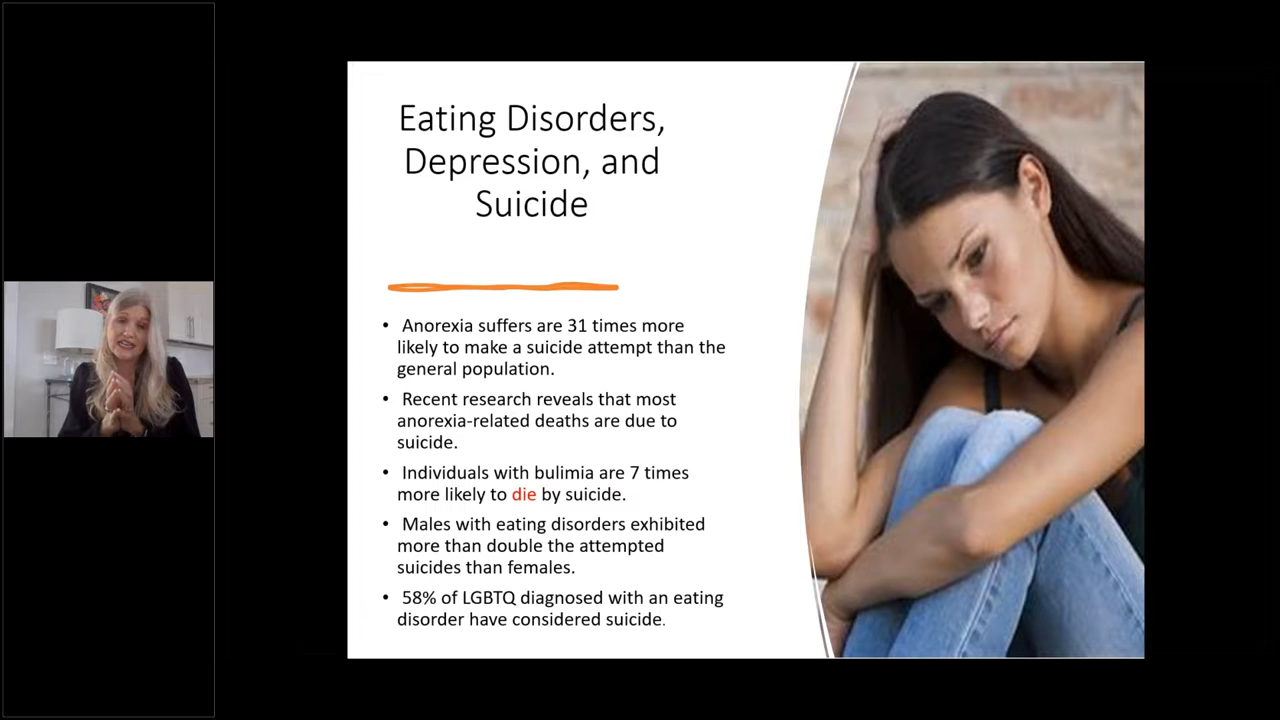 Eating Disorders,
Depression, and
Suicide
• Anorexia suffers are 31 times more
likely to make a suicide attempt than the
general population.
• Recent research reveals that most
anorexia-related deaths are due to
suicide.
• Individuals with bulimia are 7 times
more likely to die by suicide.
• Males with eating disorders exhibited
more than double the attempted
suicides than females.
• 58% of LGBTQ diagnosed with an eating
disorder have considered suicide.